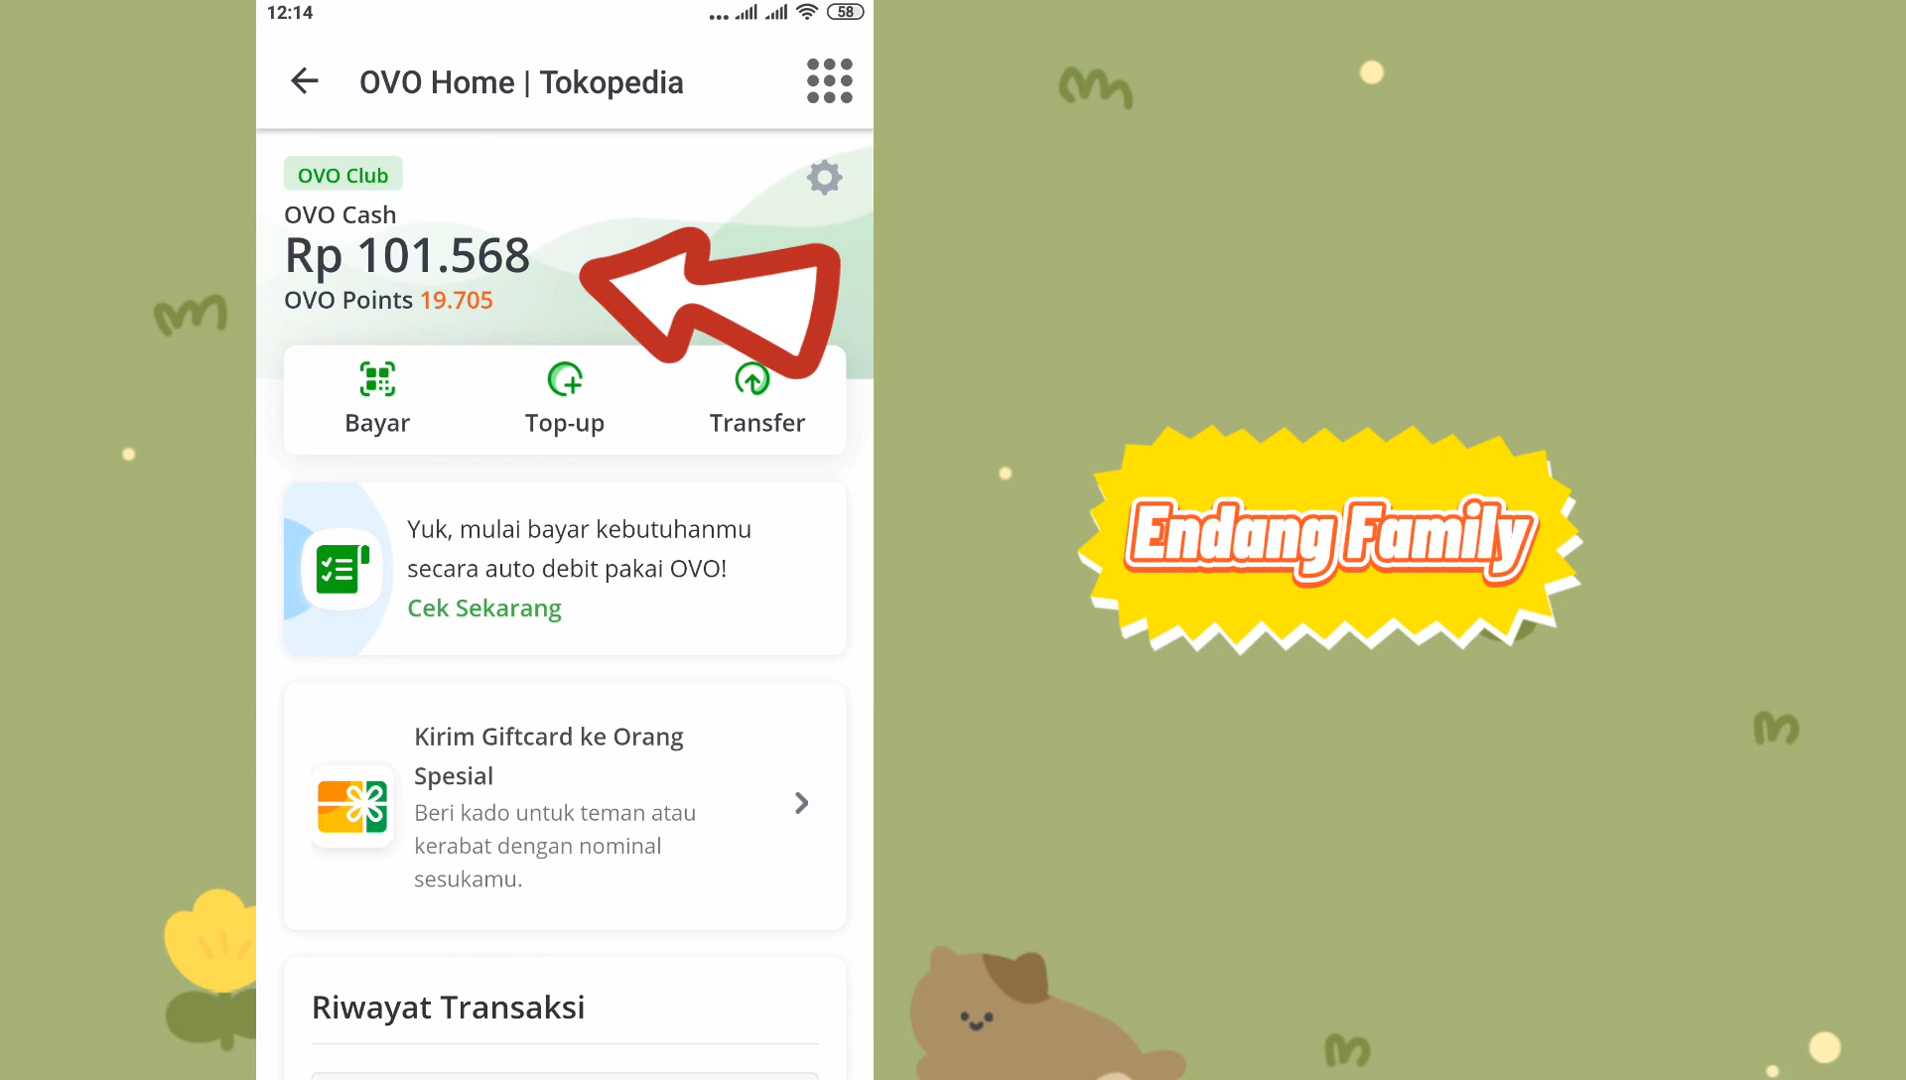 12:14
58
OVO Home | Tokopedia
OVO Club
OVO Cash
Rp 101.568
OVO Points 19.705
Bayar
Top-up
Transfer
Yuk, mulai bayar kebutuhanmu
secara auto debit pakai OVO!
Cek Sekarang
Kirim Giftcard ke Orang
Spesial
Beri kado untuk teman atau
kerabat dengan nominal
sesukamu.
Riwayat Transaksi
Endang Family